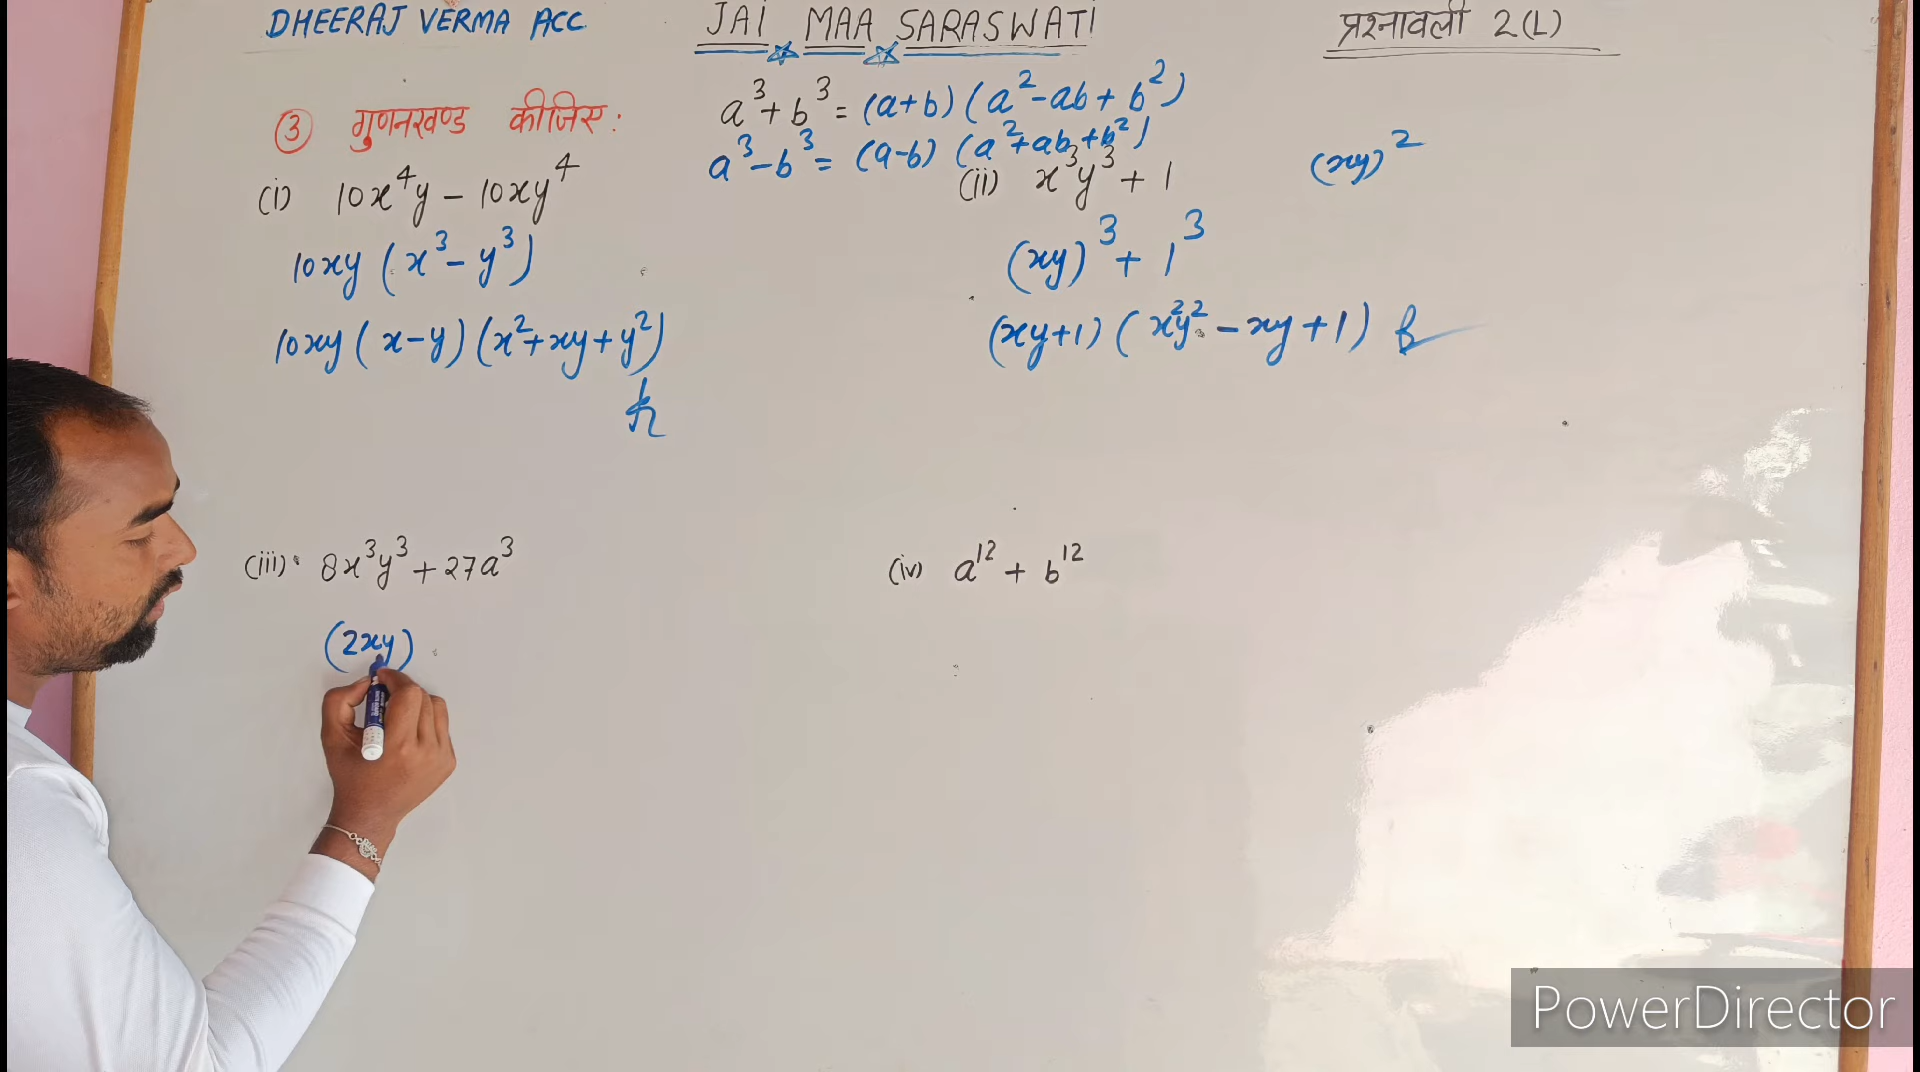 DHEERAJ VERMA ACC
JAI MAA SARASWATI
प्रश्नावली 2(L)
③ गुणनखण्ड कीजिए:
a³+b³=(a+b)(a²-ab+b²)
a³-b³=(a-b)(a²+ab+b²)
(i) 10x⁴y-10xy⁴
10xy(x³-y³)
10xy(x-y)(x²+xy+y²)
(ii) x³y³+1
(xy)²
(xy)³+1³
(xy+1)(x²y²-xy+1)
(iii) 8x³y³+27a³
(2xy)
(iv) a¹²+b¹²
PowerDirector